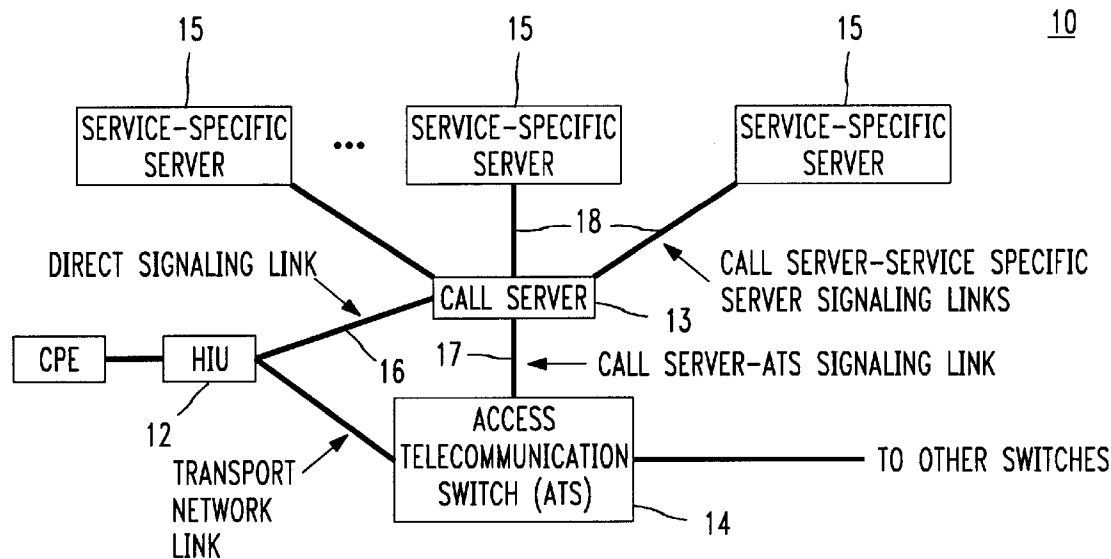 10
15
15
15
SERVICE-SPECIFIC
SERVER
...
SERVICE-SPECIFIC
SERVER
SERVICE-SPECIFIC
SERVER
18
DIRECT SIGNALING LINK
CALL SERVER-SERVICE SPECIFIC
SERVER SIGNALING LINKS
CALL SERVER
13
CPE
HIU
16
17
CALL SERVER-ATS SIGNALING LINK
12
ACCESS
TELECOMMUNICATION
SWITCH (ATS)
TO OTHER SWITCHES
TRANSPORT
NETWORK
LINK
14